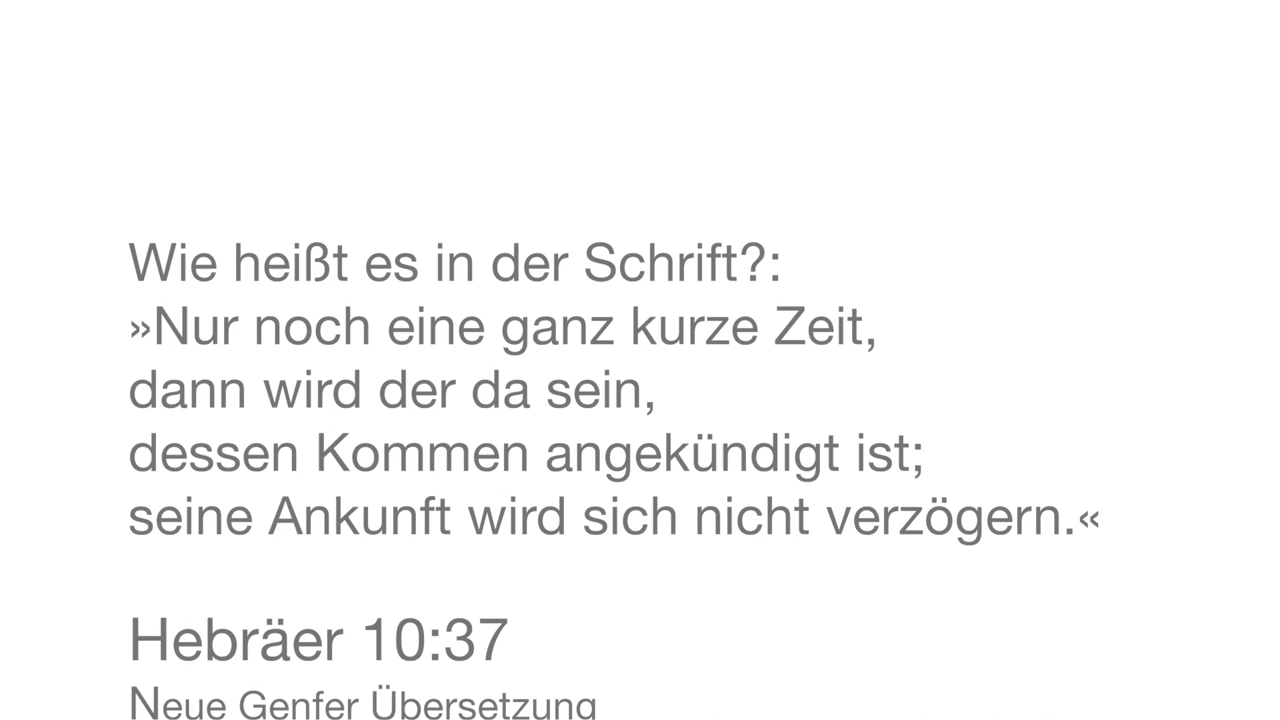 Wie heißt es in der Schrift?:
»Nur noch eine ganz kurze Zeit,
dann wird der da sein,
dessen Kommen angekündigt ist;
seine Ankunft wird sich nicht verzögern.«
Hebräer 10:37
Neue Genfer Übersetzung